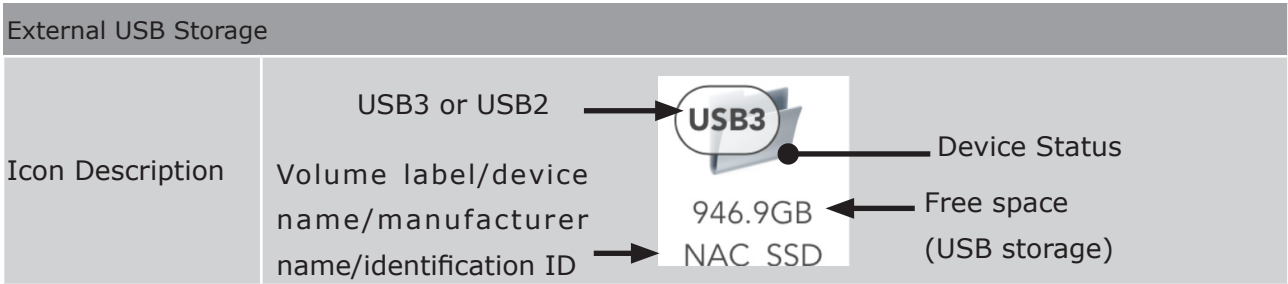 External USB Storage
Icon Description
USB3 or USB2
Volume label/device
name/manufacturer
name/identification ID
USB3
946.9GB
NAC SSD
Device Status
Free space
(USB storage)